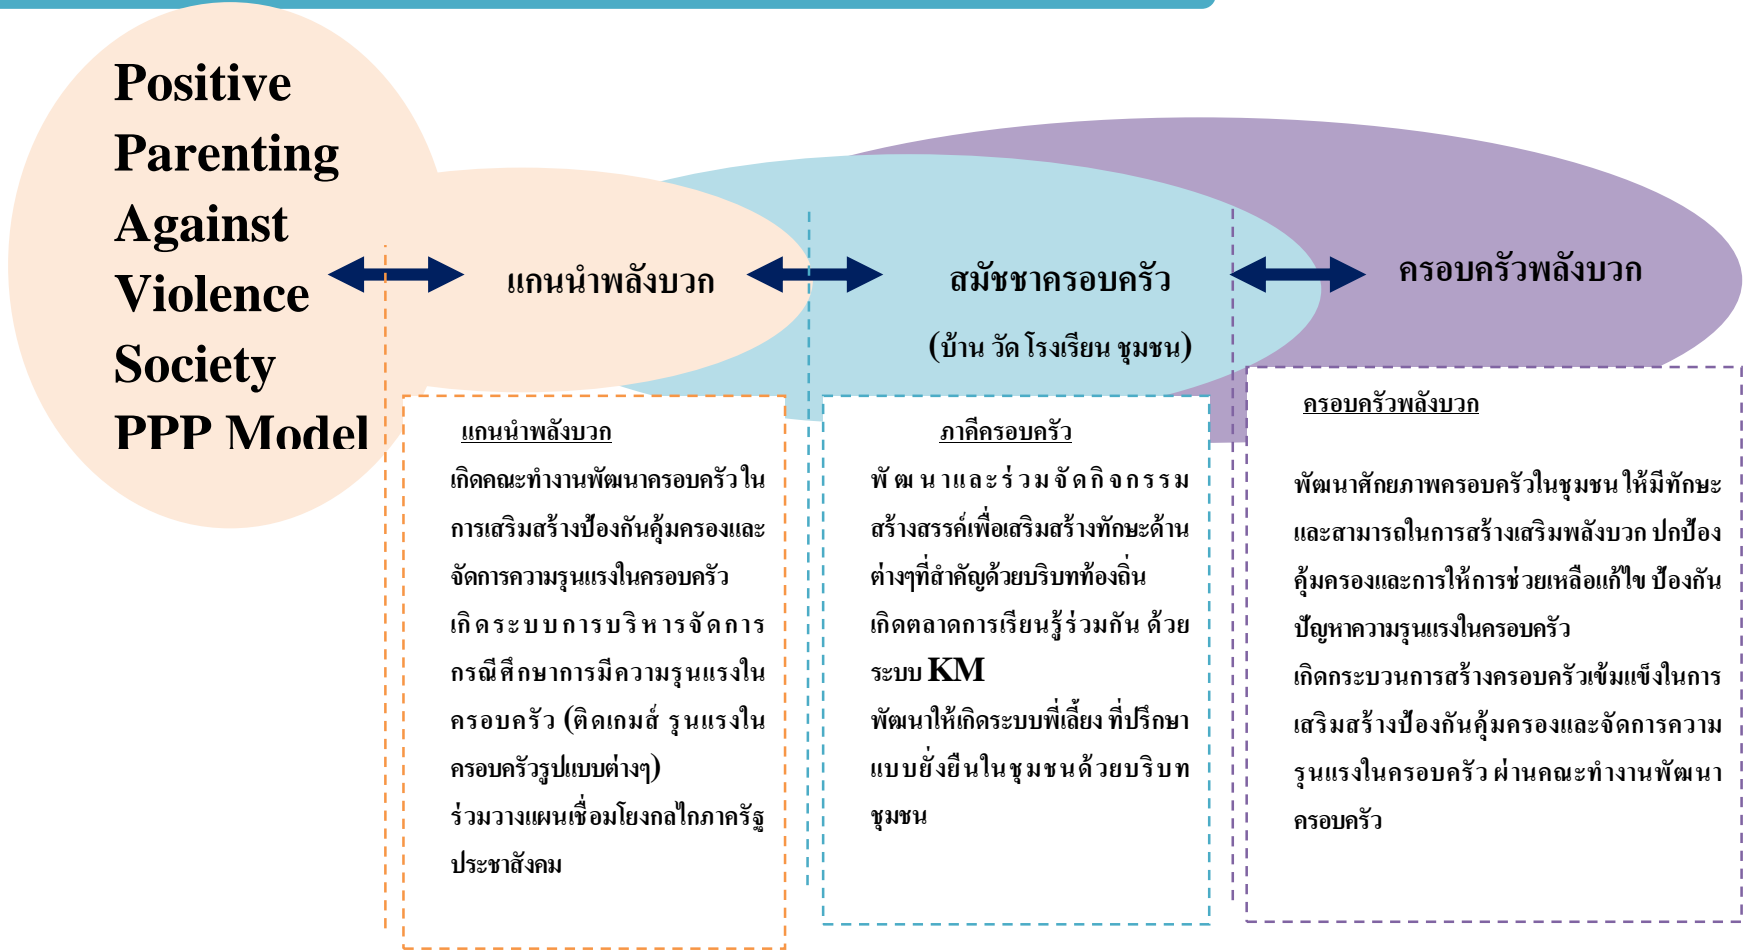 Positive
Parenting
Against
Violence
Society
PPP Model
แกนนำพลังบวก
สมัชชาครอบครัว
(บ้าน วัด โรงเรียน ชุมชน)
ครอบครัวพลังบวก
แกนนำพลังบวก
เกิดคณะทำงานพัฒนาครอบครัว ใน
การเสริมสร้างป้องกันคุ้มครองและ
จัดการความรุนแรงในครอบครัว
เกิดระบบการบริหารจัดการ
กรณีศึกษาการมีความรุนแรงใน
ครอบครัว (ติดเกมส์ รุนแรงใน
ครอบครัวรูปแบบต่างๆ)
ร่วมวางแผนเชื่อมโยงกลไกภาครัฐ
ประชาสังคม
ภาคีครอบครัว
พัฒนาและร่วมจัดกิจกรรม
สร้างสรรค์เพื่อเสริมสร้างทักษะด้าน
ต่างๆที่สำคัญด้วยบริบทท้องถิ่น
เกิดตลาดการเรียนรู้ร่วมกัน ด้วย
ระบบ KM
พัฒนาให้เกิดระบบพี่เลี้ยง ที่ปรึกษา
แบบยั่งยืนในชุมชนด้วยบริบท
ชุมชน
ครอบครัวพลังบวก
พัฒนาศักยภาพครอบครัวในชุมชน ให้มีทักษะ
และสามารถในการสร้างเสริมพลังบวก ปกป้อง
คุ้มครองและการให้การช่วยเหลือแก้ไข ป้องกัน
ปัญหาความรุนแรงในครอบครัว
เกิดกระบวนการสร้างครอบครัวเข้มแข็งในการ
เสริมสร้างป้องกันคุ้มครองและจัดการความ
รุนแรงในครอบครัว ผ่านคณะทำงานพัฒนา
ครอบครัว